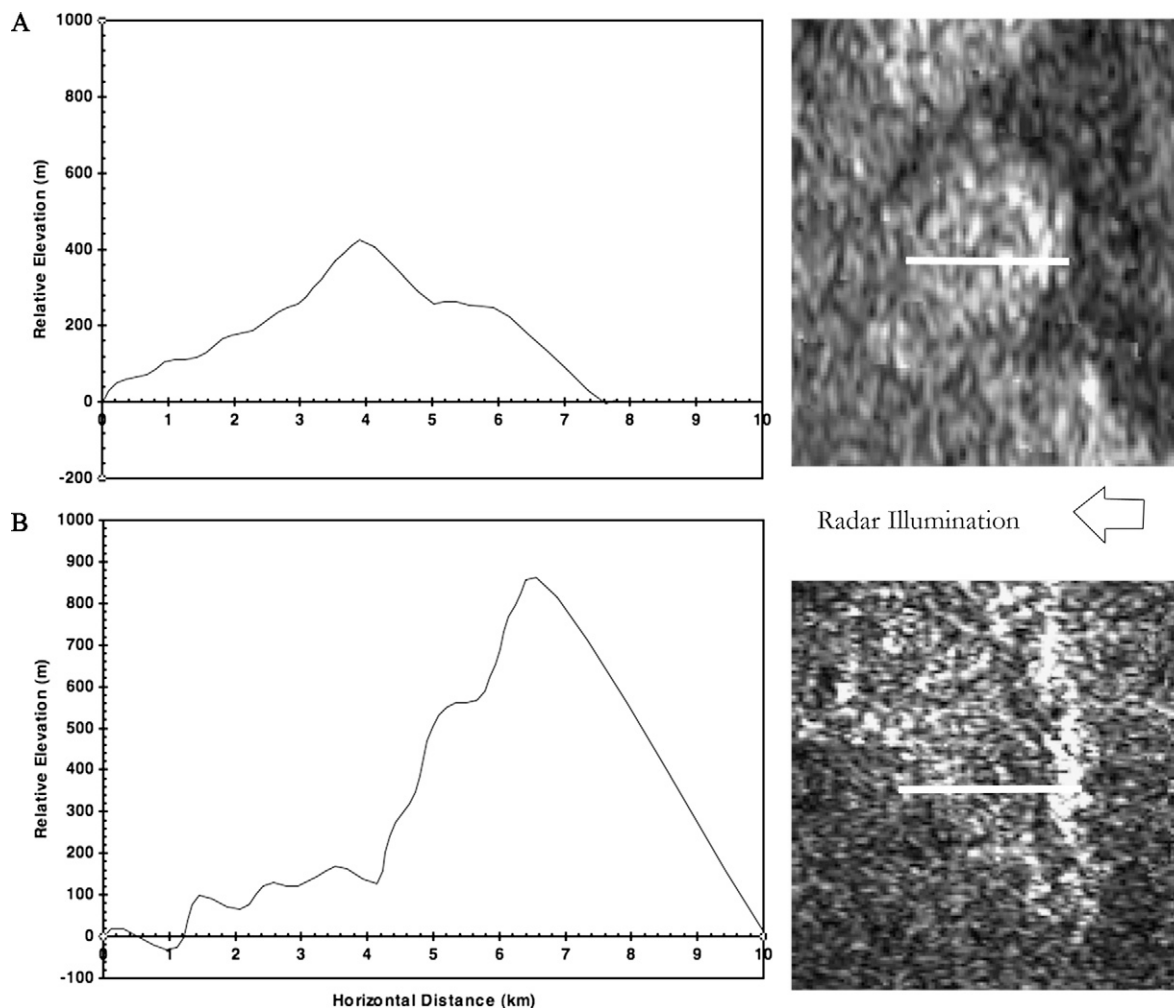 A
1000
800
600
400
200
0
-200
Relative Elevation (m)
0 1 2 3 4 5 6 7 8 9 10
Radar Illumination
B
1000
900
800
700
600
500
400
300
200
100
0
-100
Relative Elevation (m)
0 1 2 3 4 5 6 7 8 9 10
Horizontal Distance (km)